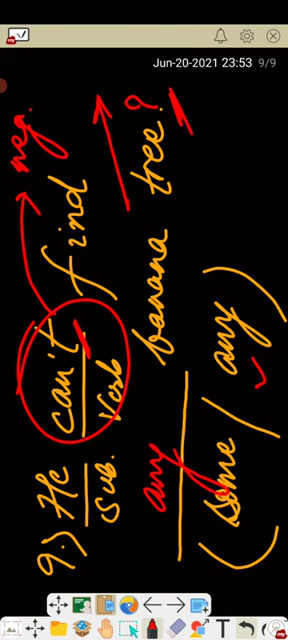 Jun-20-2021 23:53 9/9
neg.
9.) He can't find
Sub. Verb
any banana tree?
(some / any) ✓